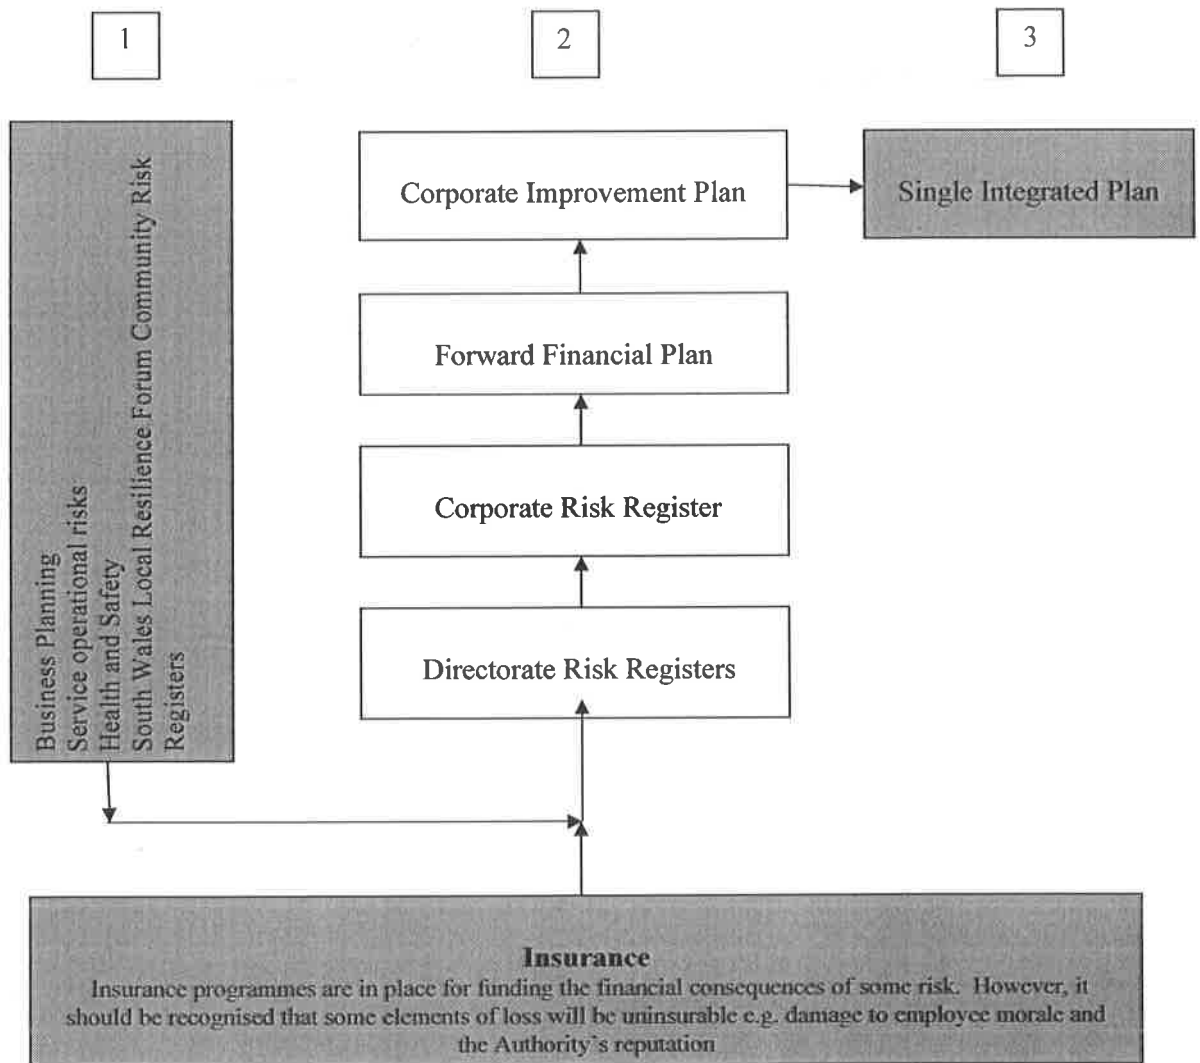 1
2
3
Business Planning
Service operational risks
Health and Safety
South Wales Local Resilience Forum Community Risk
Registers
Corporate Improvement Plan
Single Integrated Plan
Forward Financial Plan
Corporate Risk Register
Directorate Risk Registers
Insurance
Insurance programmes are in place for funding the financial consequences of some risk. However, it
should be recognised that some elements of loss will be uninsurable e.g. damage to employee morale and
the Authority's reputation